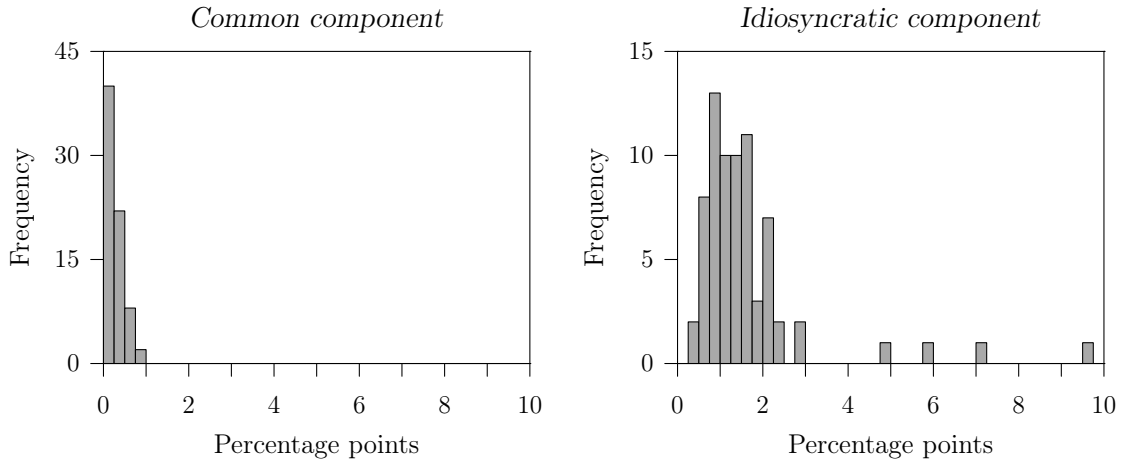 Common component
45
30
15
0
Frequency
0 2 4 6 8 10
Percentage points
Idiosyncratic component
15
10
5
0
Frequency
0 2 4 6 8 10
Percentage points